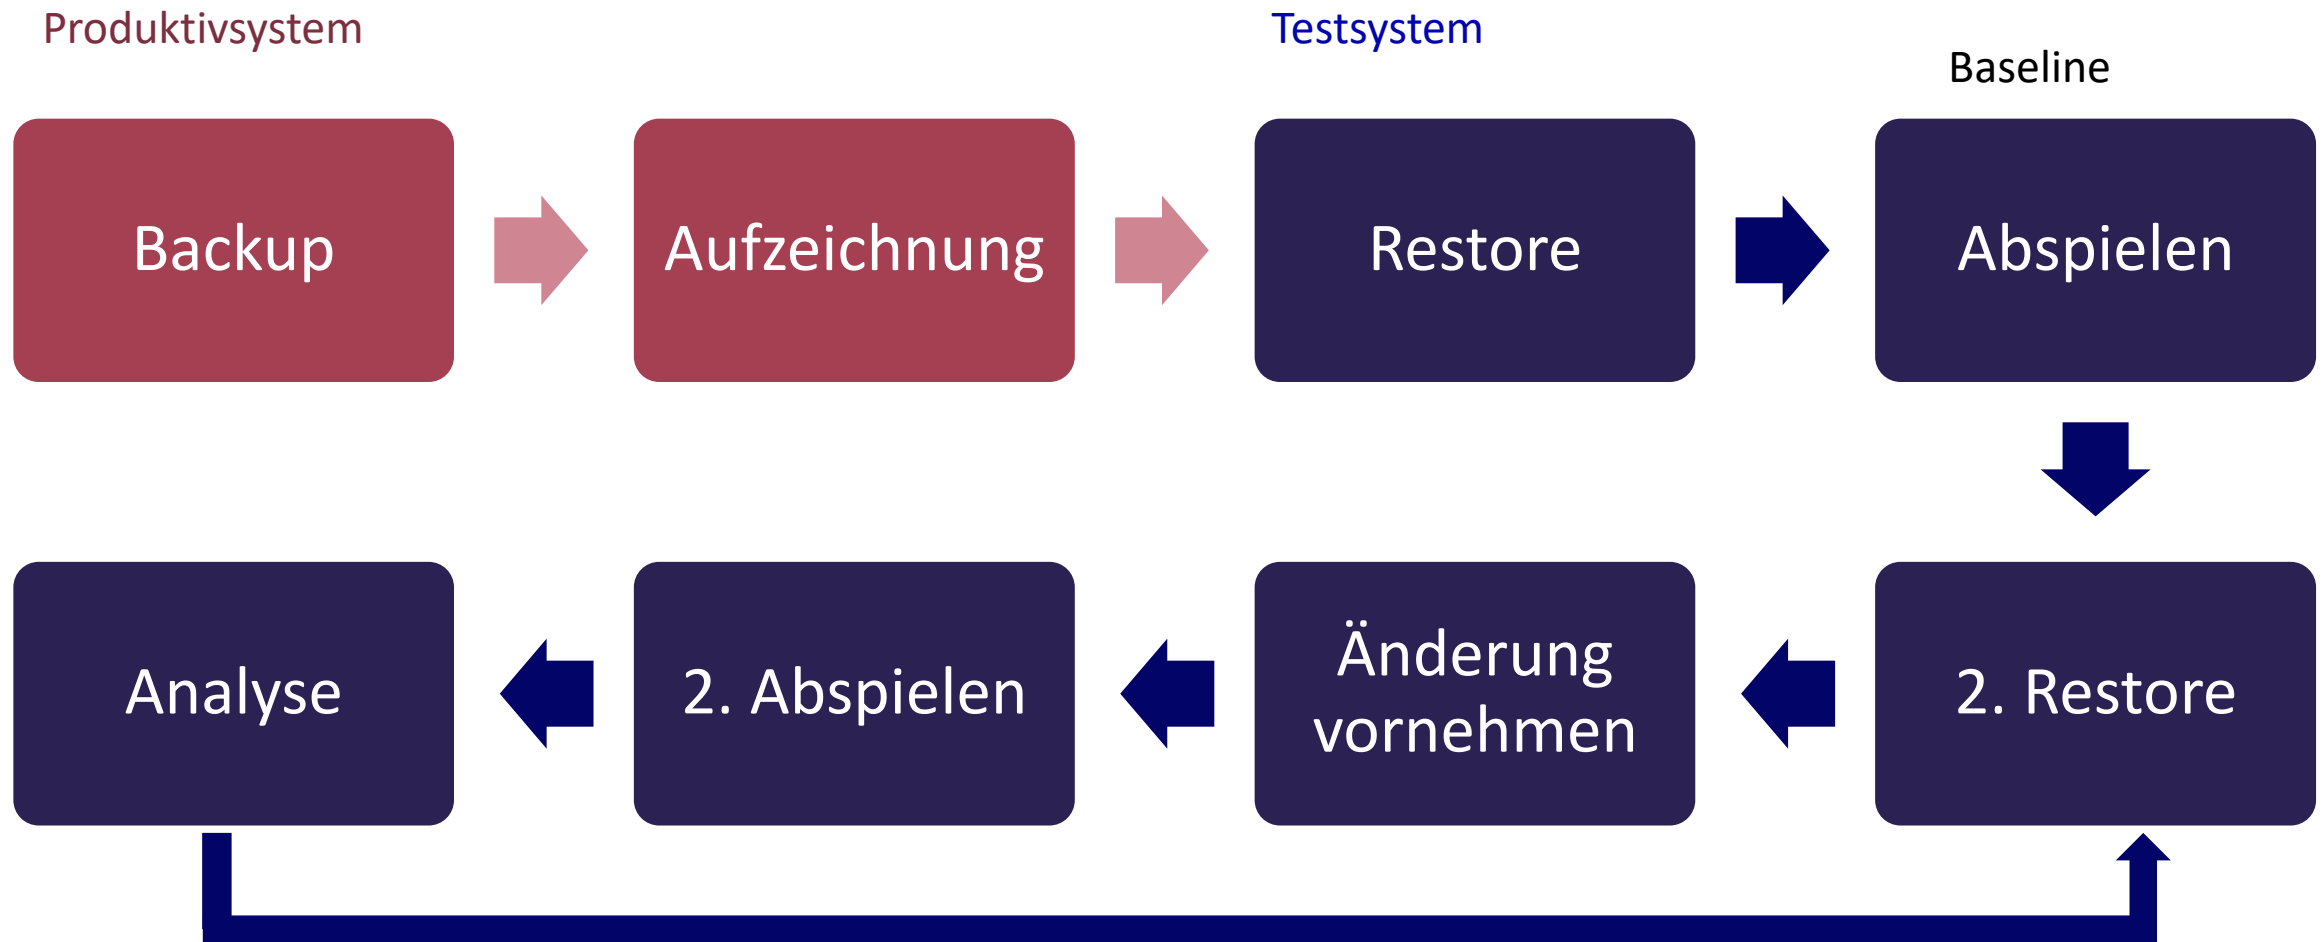 Produktivsystem
Testsystem
Baseline
Backup
Aufzeichnung
Restore
Abspielen
Analyse
2. Abspielen
Änderung
vornehmen
2. Restore